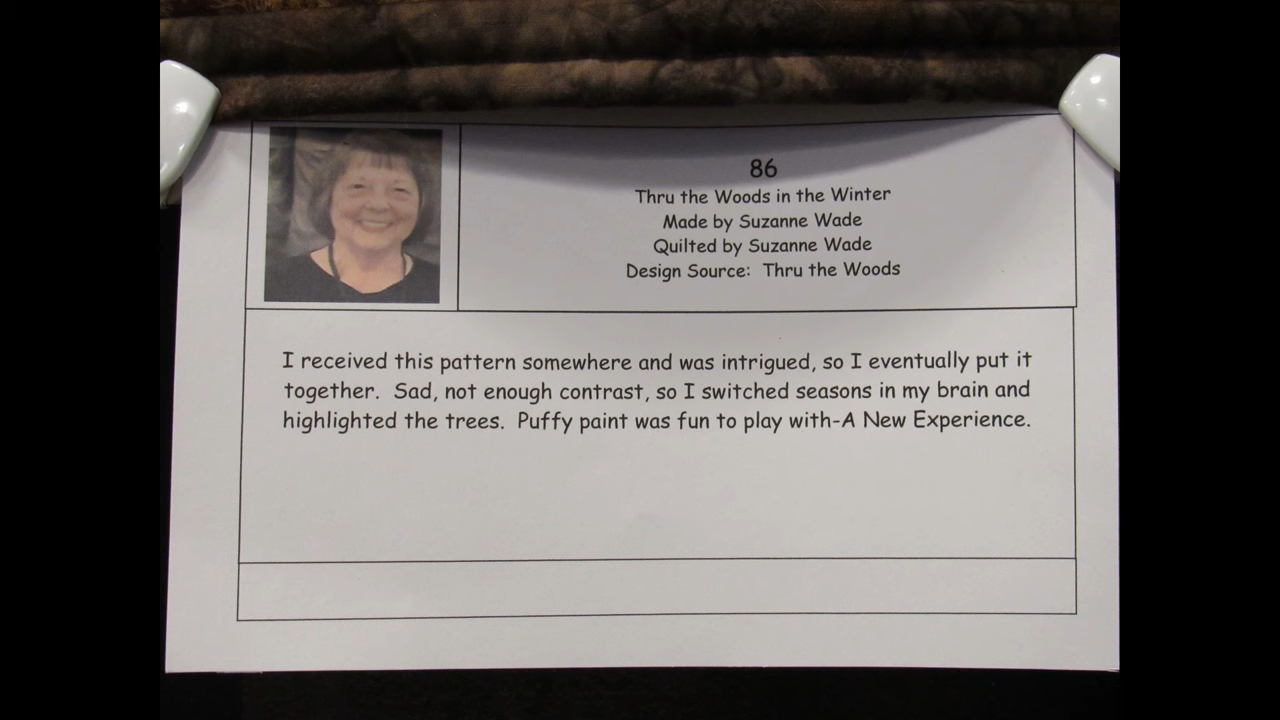 86
Thru the Woods in the Winter
Made by Suzanne Wade
Quilted by Suzanne Wade
Design Source:  Thru the Woods
I received this pattern somewhere and was intrigued, so I eventually put it
together.  Sad, not enough contrast, so I switched seasons in my brain and
highlighted the trees.  Puffy paint was fun to play with-A New Experience.